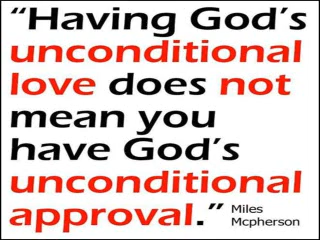 “Having God’s
unconditional
love does not
mean you
have God’s
unconditional
approval.”
Miles
Mcpherson